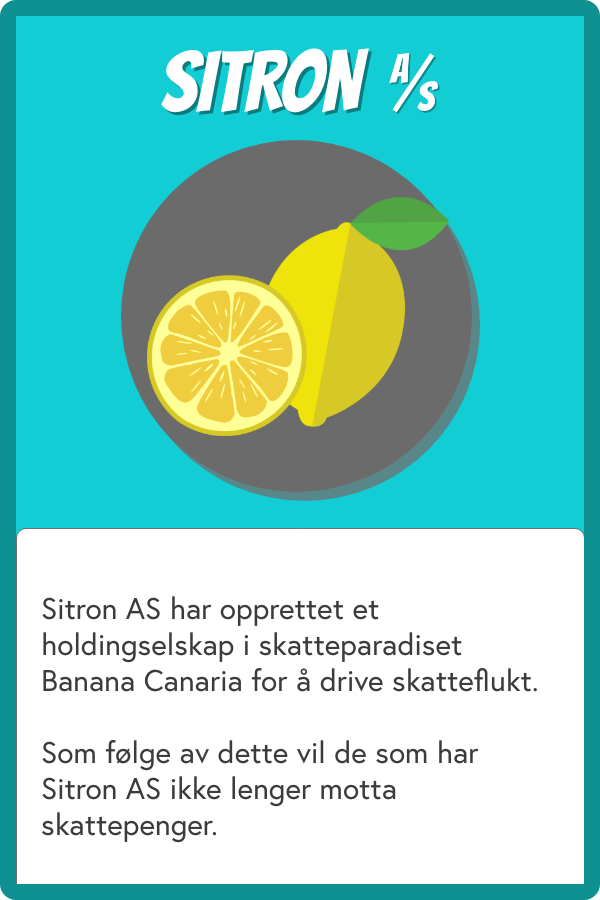 SITRON A/S
Sitron AS har opprettet et
holdingselskap i skatteparadiset
Banana Canaria for å drive skatteflukt.
Som følge av dette vil de som har
Sitron AS ikke lenger motta
skattepenger.